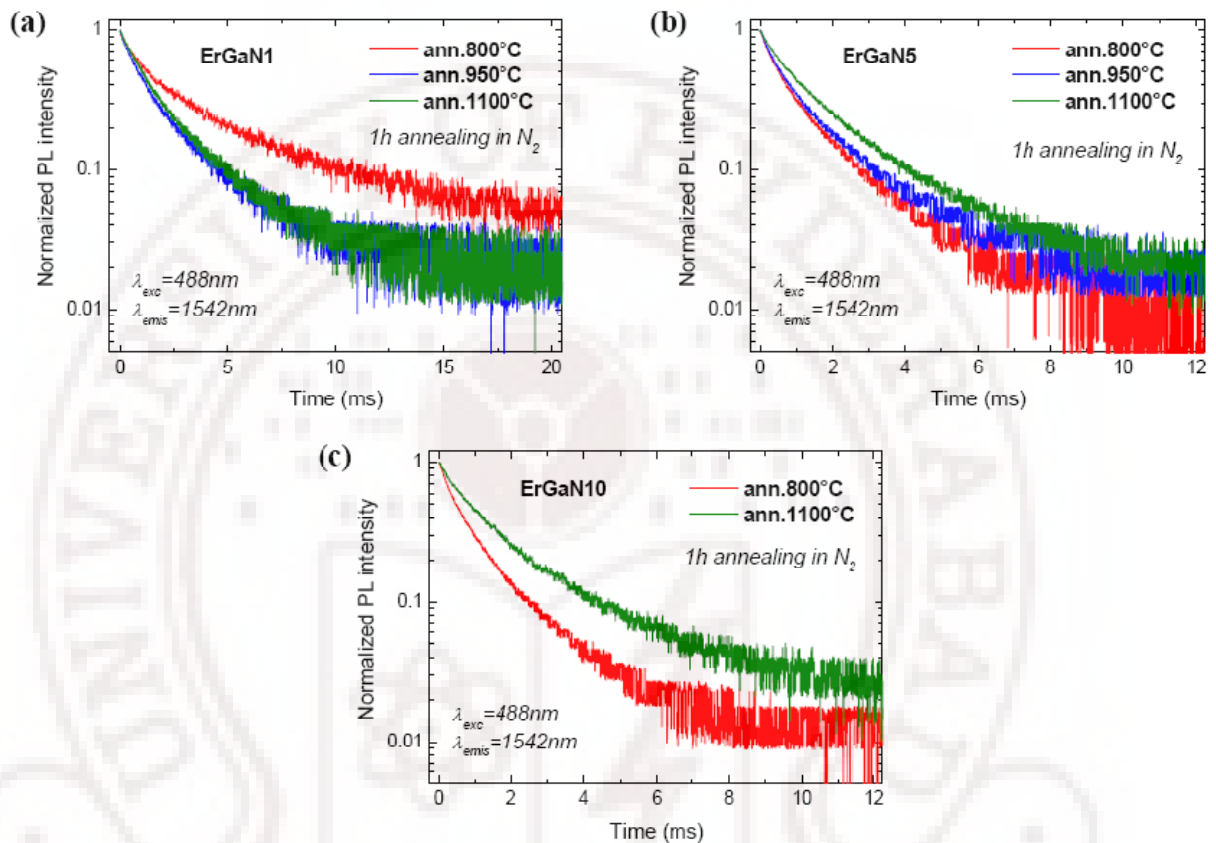 (a)
ErGaN1
ann.800°C
ann.950°C
ann.1100°C
1h annealing in N₂
λexc=488nm
λemis=1542nm
Normalized PL intensity
1
0.1
0.01
0 5 10 15 20
Time (ms)
(b)
ErGaN5
ann.800°C
ann.950°C
ann.1100°C
1h annealing in N₂
λexc=488nm
λemis=1542nm
Normalized PL intensity
1
0.1
0.01
0 2 4 6 8 10 12
Time (ms)
(c)
ErGaN10
ann.800°C
ann.1100°C
1h annealing in N₂
λexc=488nm
λemis=1542nm
Normalized PL intensity
1
0.1
0.01
0 2 4 6 8 10 12
Time (ms)